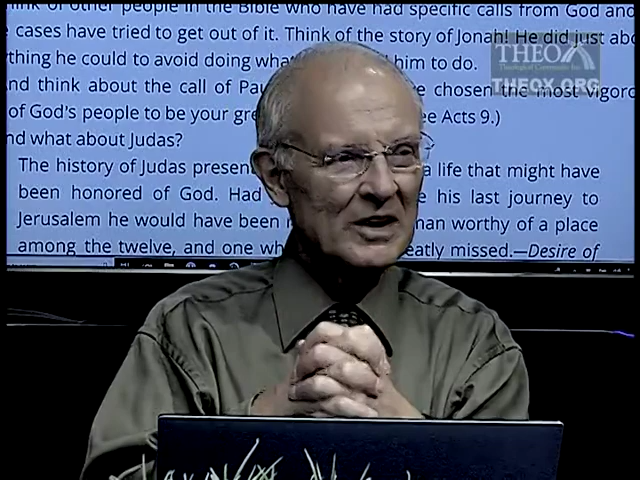 of other people in the Bible who have had specific calls from God and
cases have tried to get out of it. Think of the story of Jonah! He did just
thing he could to avoid doing what him to do.
nd think about the call of Pau chosen the most vigoro
of God's people to be your gre ee Acts 9.)
nd what about Judas?
The history of Judas present a life that might have
been honored of God. Had his last journey to
Jerusalem he would have been man worthy of a place
among the twelve, and one wh eatly missed.—Desire of
THEOX
THEOX.ORG